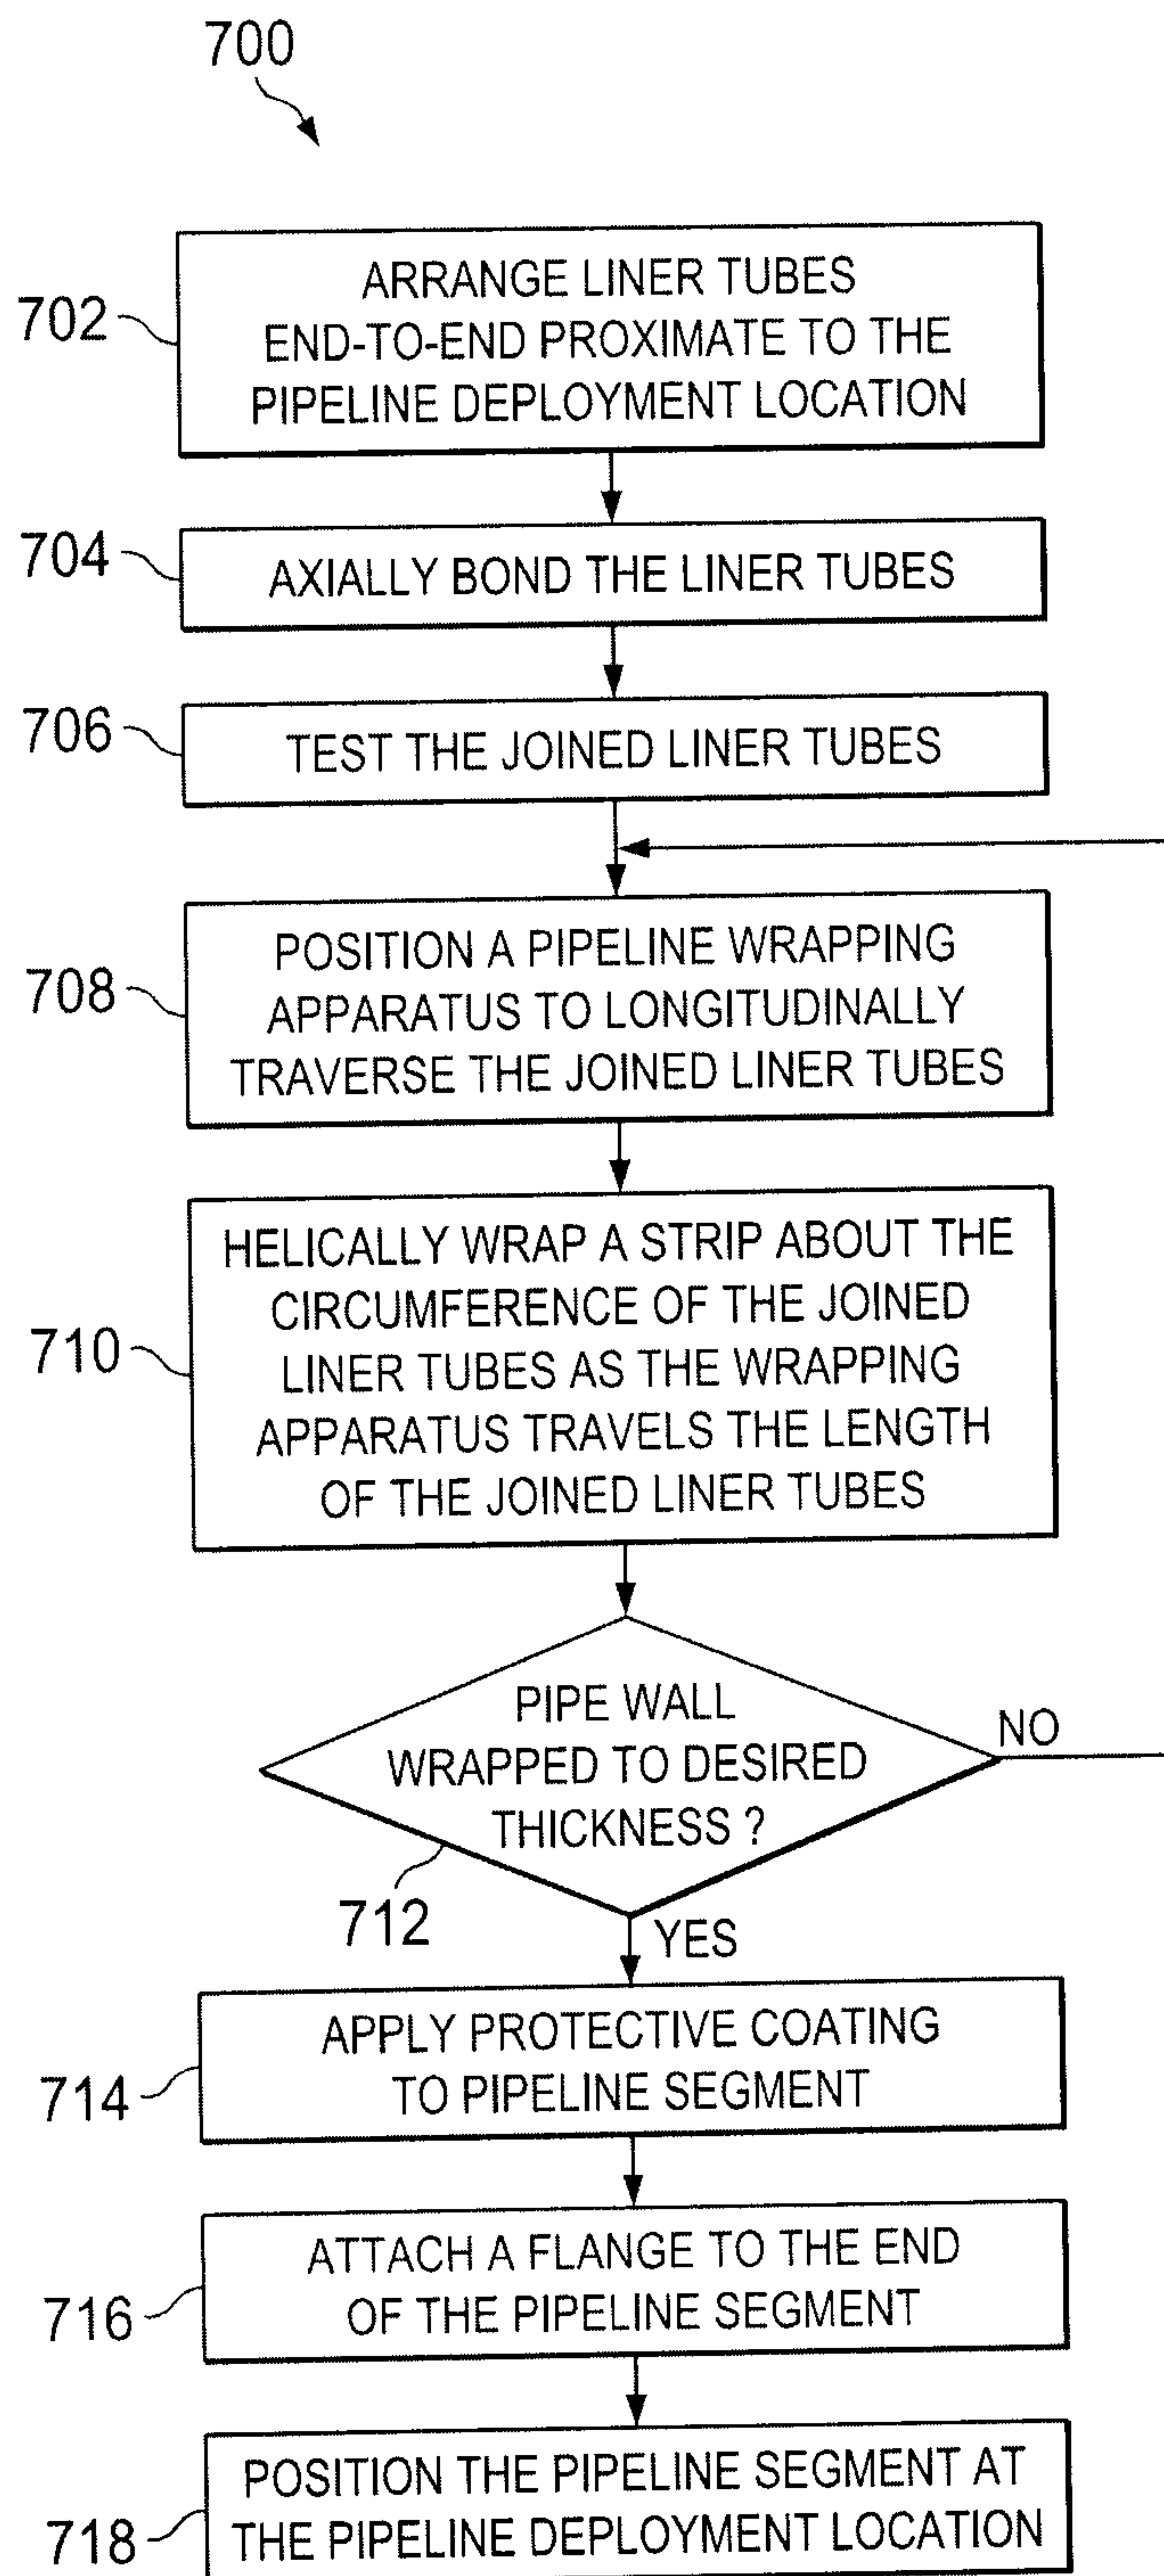 700
702
ARRANGE LINER TUBES
END-TO-END PROXIMATE TO THE
PIPELINE DEPLOYMENT LOCATION
704
AXIALLY BOND THE LINER TUBES
706
TEST THE JOINED LINER TUBES
708
POSITION A PIPELINE WRAPPING
APPARATUS TO LONGITUDINALLY
TRAVERSE THE JOINED LINER TUBES
710
HELICALLY WRAP A STRIP ABOUT THE
CIRCUMFERENCE OF THE JOINED
LINER TUBES AS THE WRAPPING
APPARATUS TRAVELS THE LENGTH
OF THE JOINED LINER TUBES
PIPE WALL
WRAPPED TO DESIRED
THICKNESS ?
NO
712
YES
714
APPLY PROTECTIVE COATING
TO PIPELINE SEGMENT
716
ATTACH A FLANGE TO THE END
OF THE PIPELINE SEGMENT
718
POSITION THE PIPELINE SEGMENT AT
THE PIPELINE DEPLOYMENT LOCATION